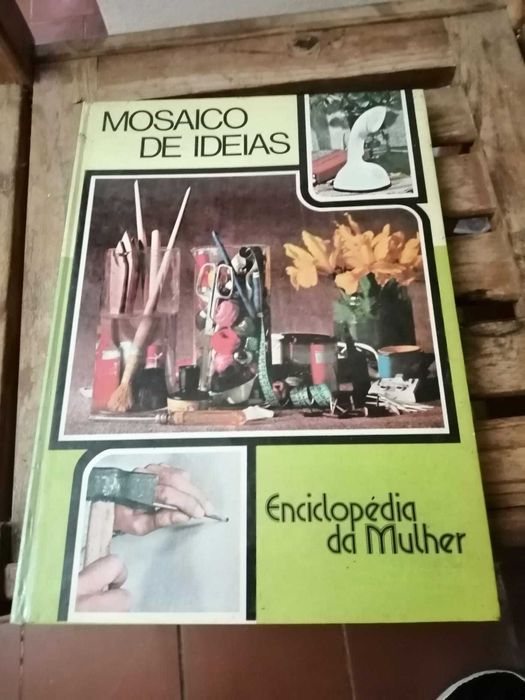 MOSAICO
DE IDEIAS
Enciclopédia
da Mulher